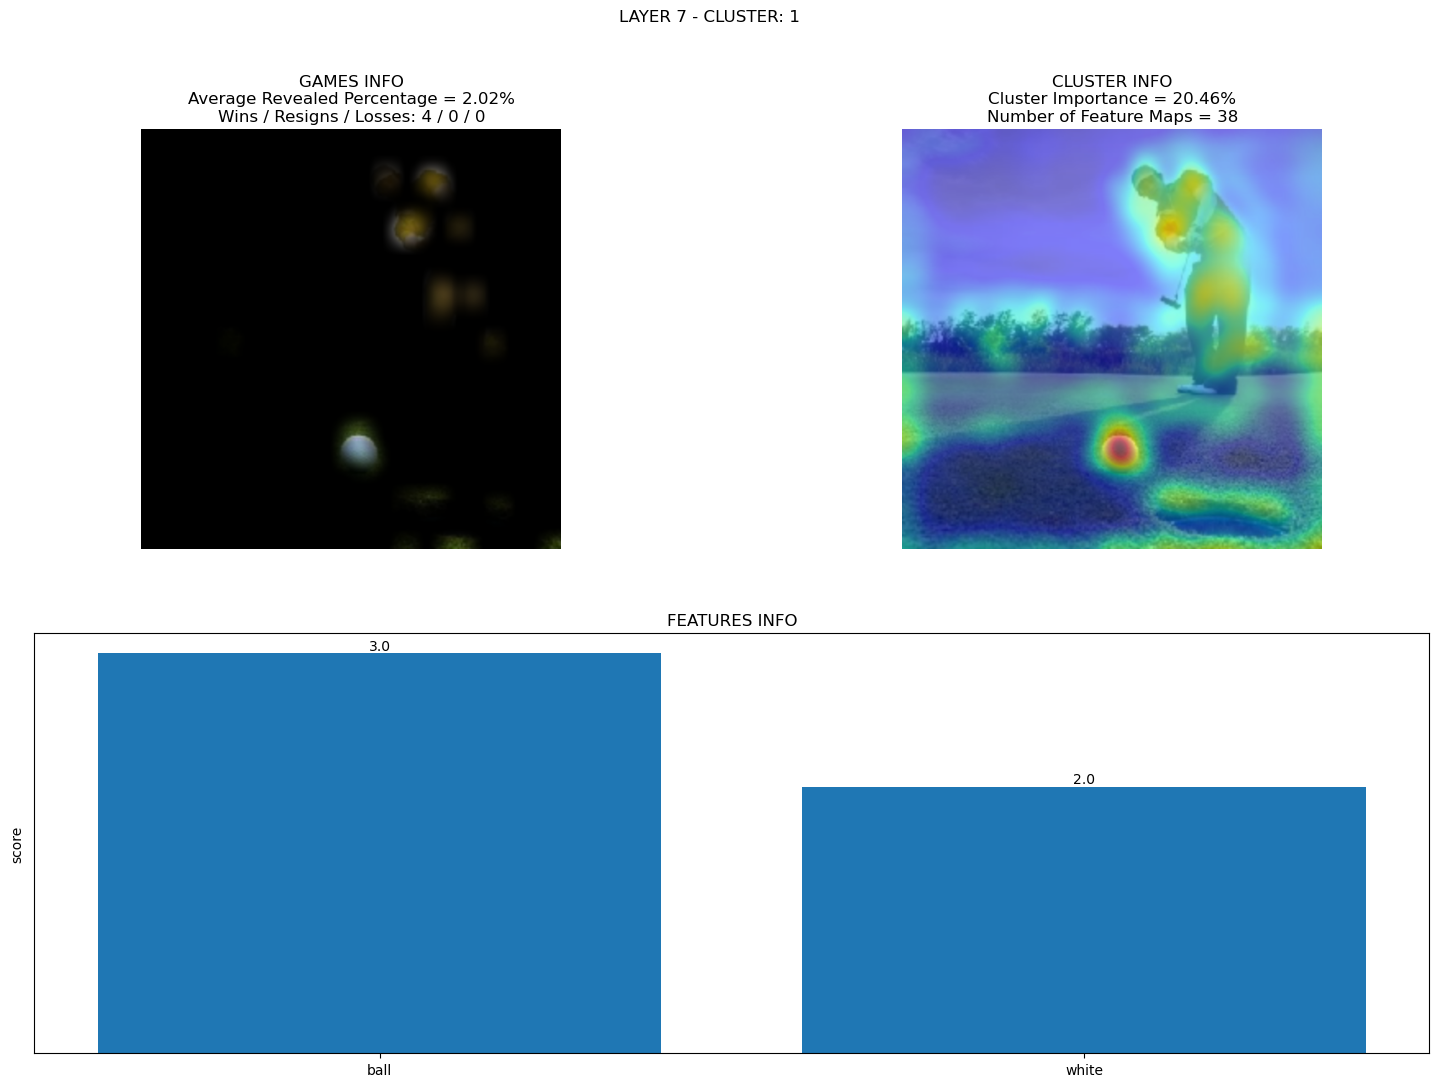 LAYER 7 - CLUSTER: 1
GAMES INFO
Average Revealed Percentage = 2.02%
Wins / Resigns / Losses: 4 / 0 / 0
CLUSTER INFO
Cluster Importance = 20.46%
Number of Feature Maps = 38
FEATURES INFO
3.0
2.0
score
ball
white